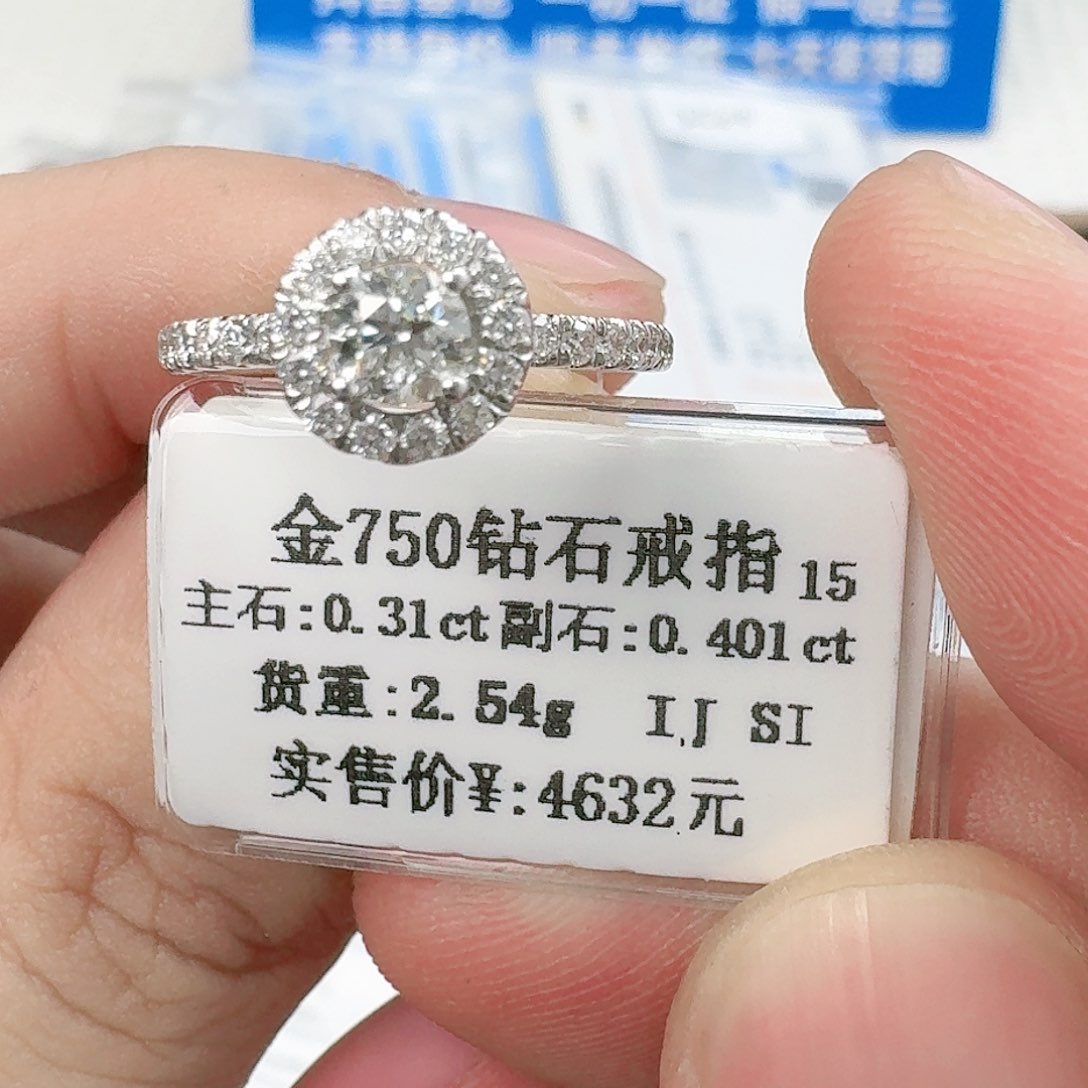 金750钻石戒指 15
主石:0.31ct 副石:0.401ct
货重:2.54g I,J SI
实售价¥:4632元